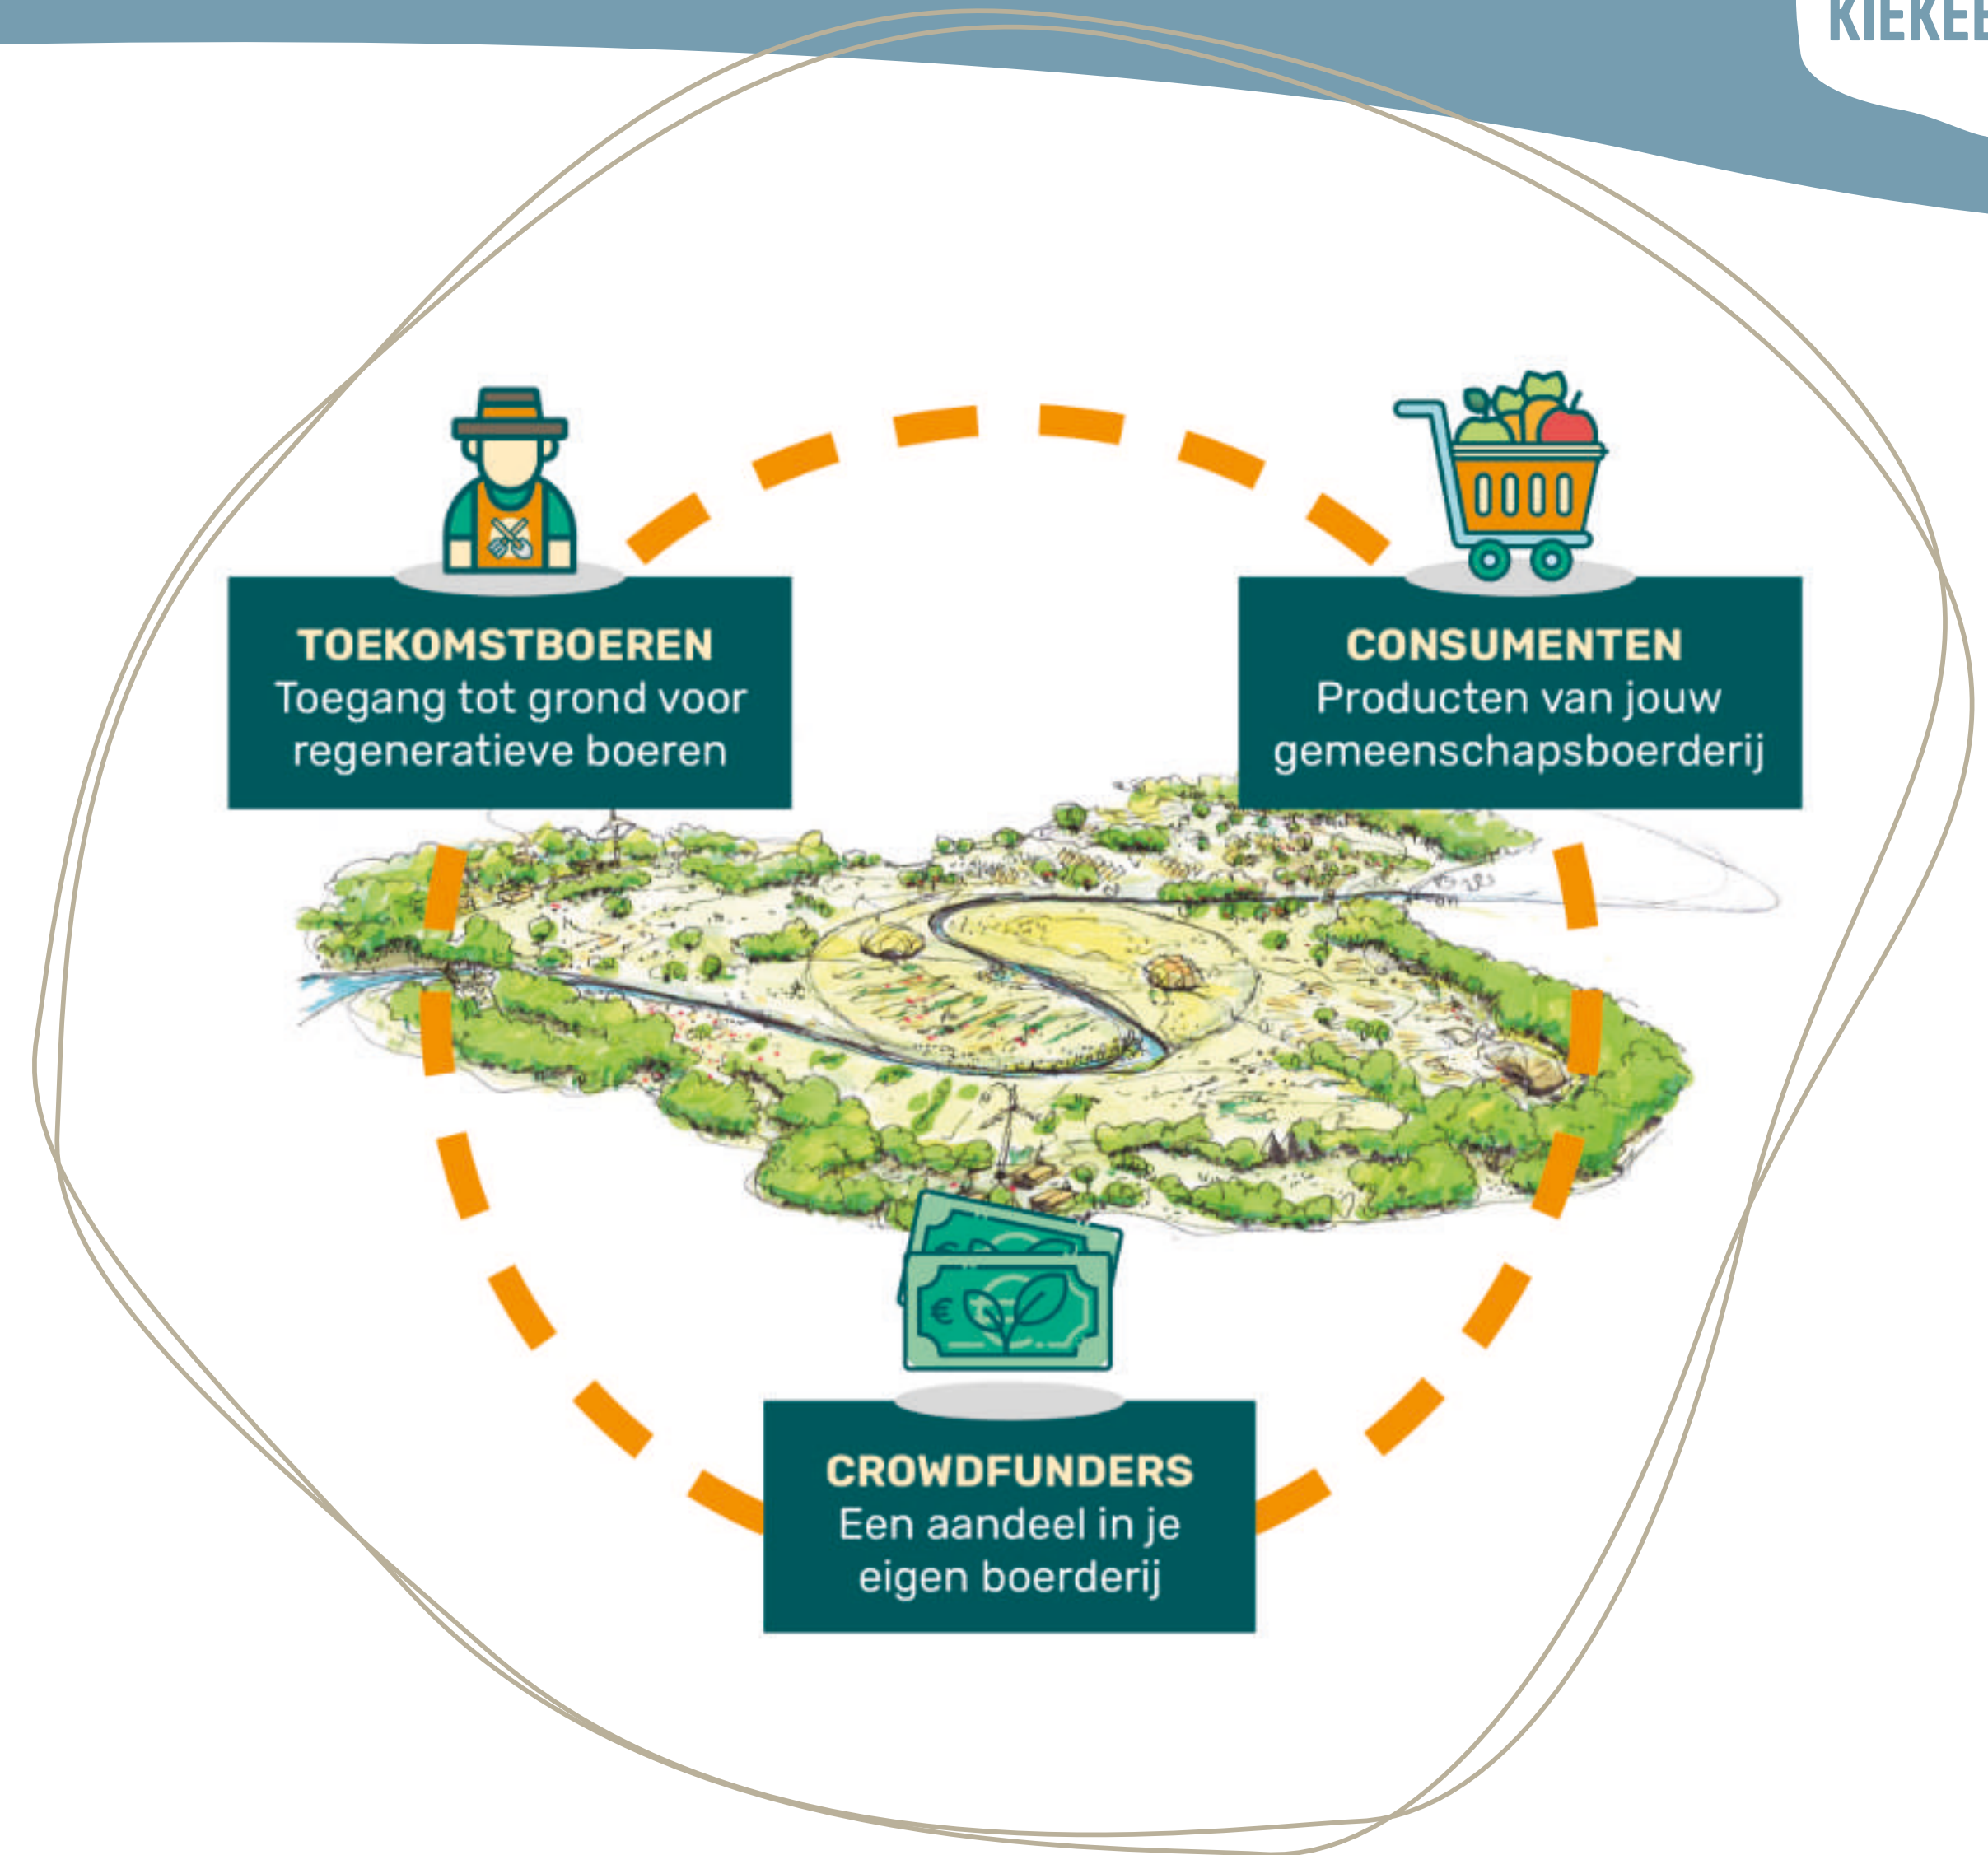 TOEKOMSTBOEREN
Toegang tot grond voor
regeneratieve boeren
CONSUMENTEN
Producten van jouw
gemeenschapsboerderij
€
€
CROWDFUNDERS
Een aandeel in je
eigen boerderij